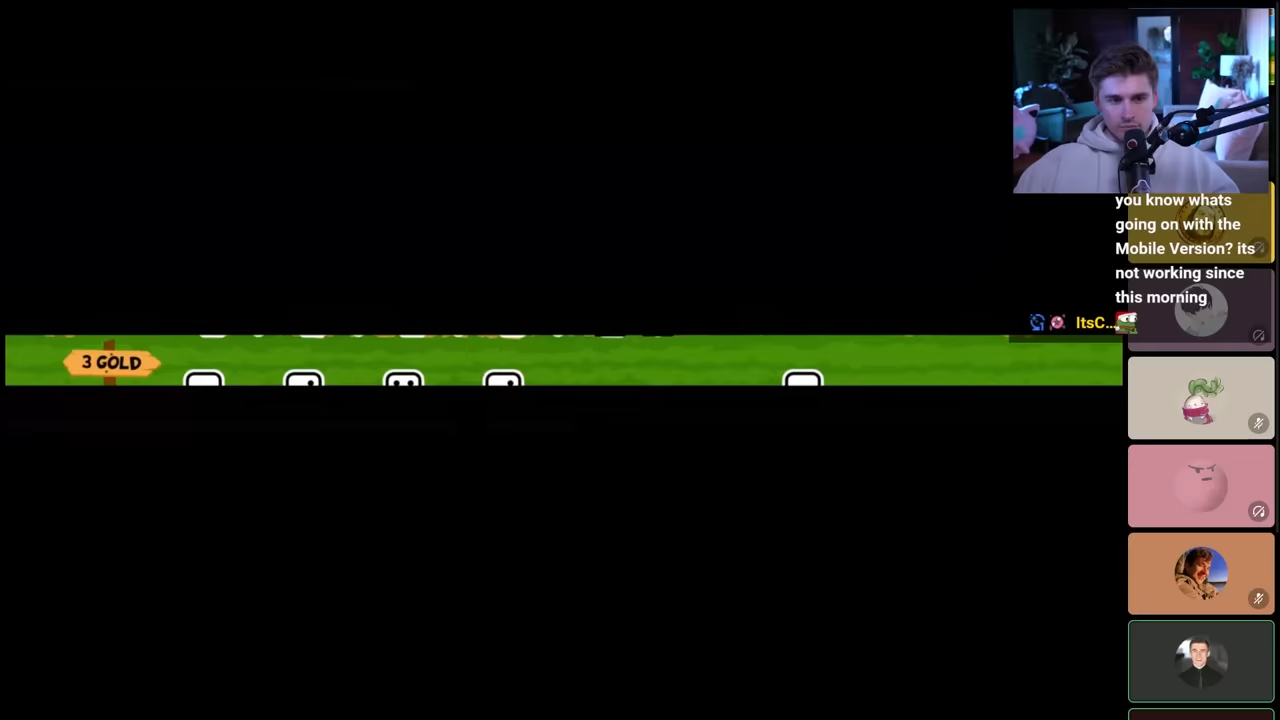 you know whats
going on with the
Mobile Version? its
not working since
this morning
ItsC...
3 GOLD